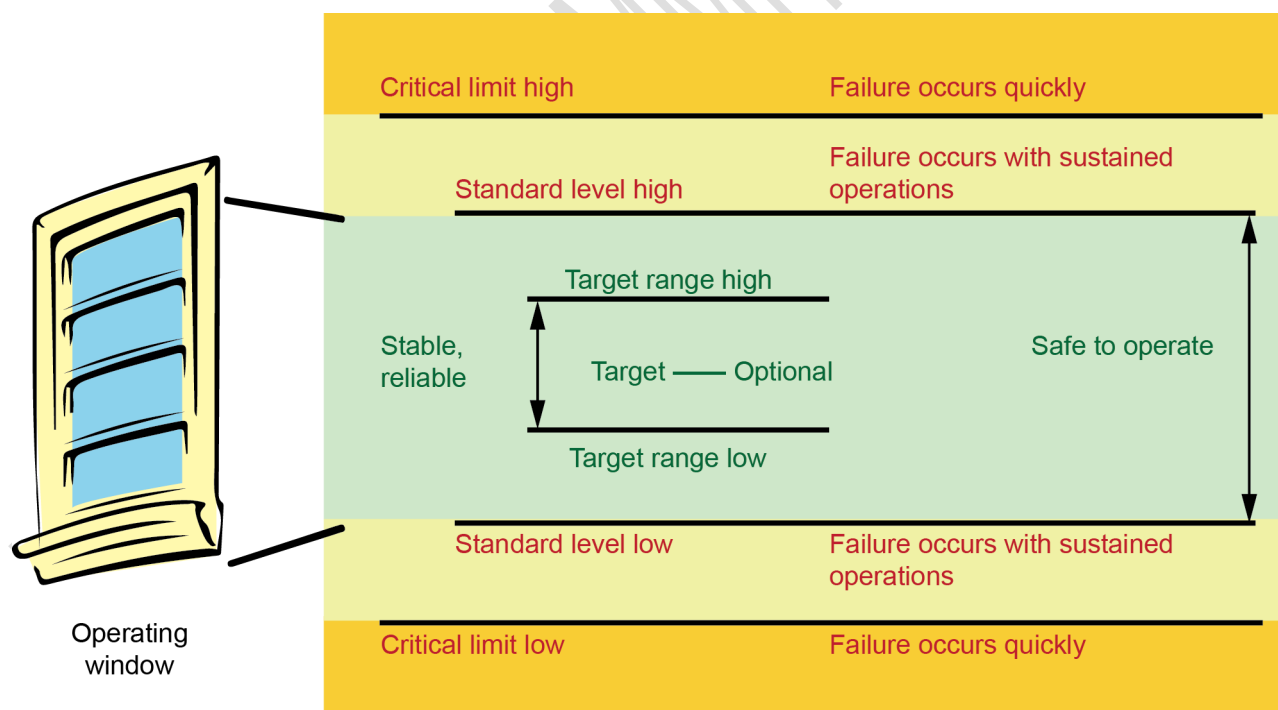 Critical limit high
Failure occurs quickly
Failure occurs with sustained
operations
Standard level high
Target range high
Stable,
reliable
Target
Optional
Safe to operate
Target range low
Standard level low
Failure occurs with sustained
operations
Operating
window
Critical limit low
Failure occurs quickly